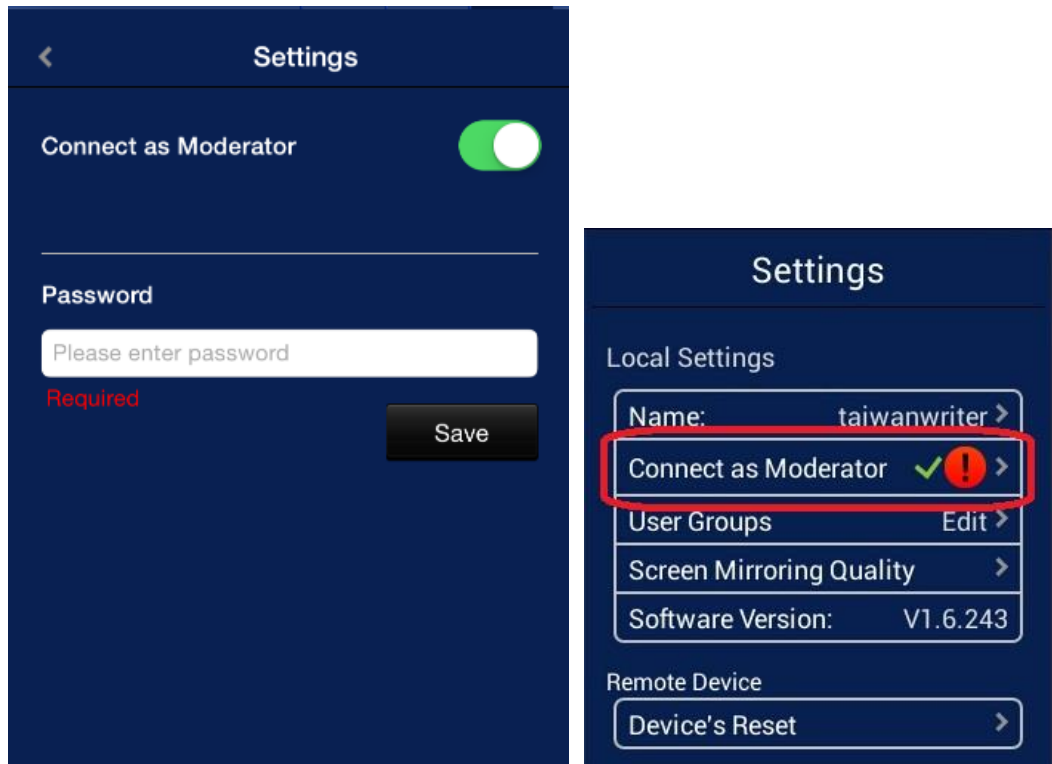 Settings
Connect as Moderator
Password
Please enter password
Required
Save
Settings
Local Settings
Name: taiwanwriter
Connect as Moderator
User Groups Edit
Screen Mirroring Quality
Software Version: V1.6.243
Remote Device
Device's Reset